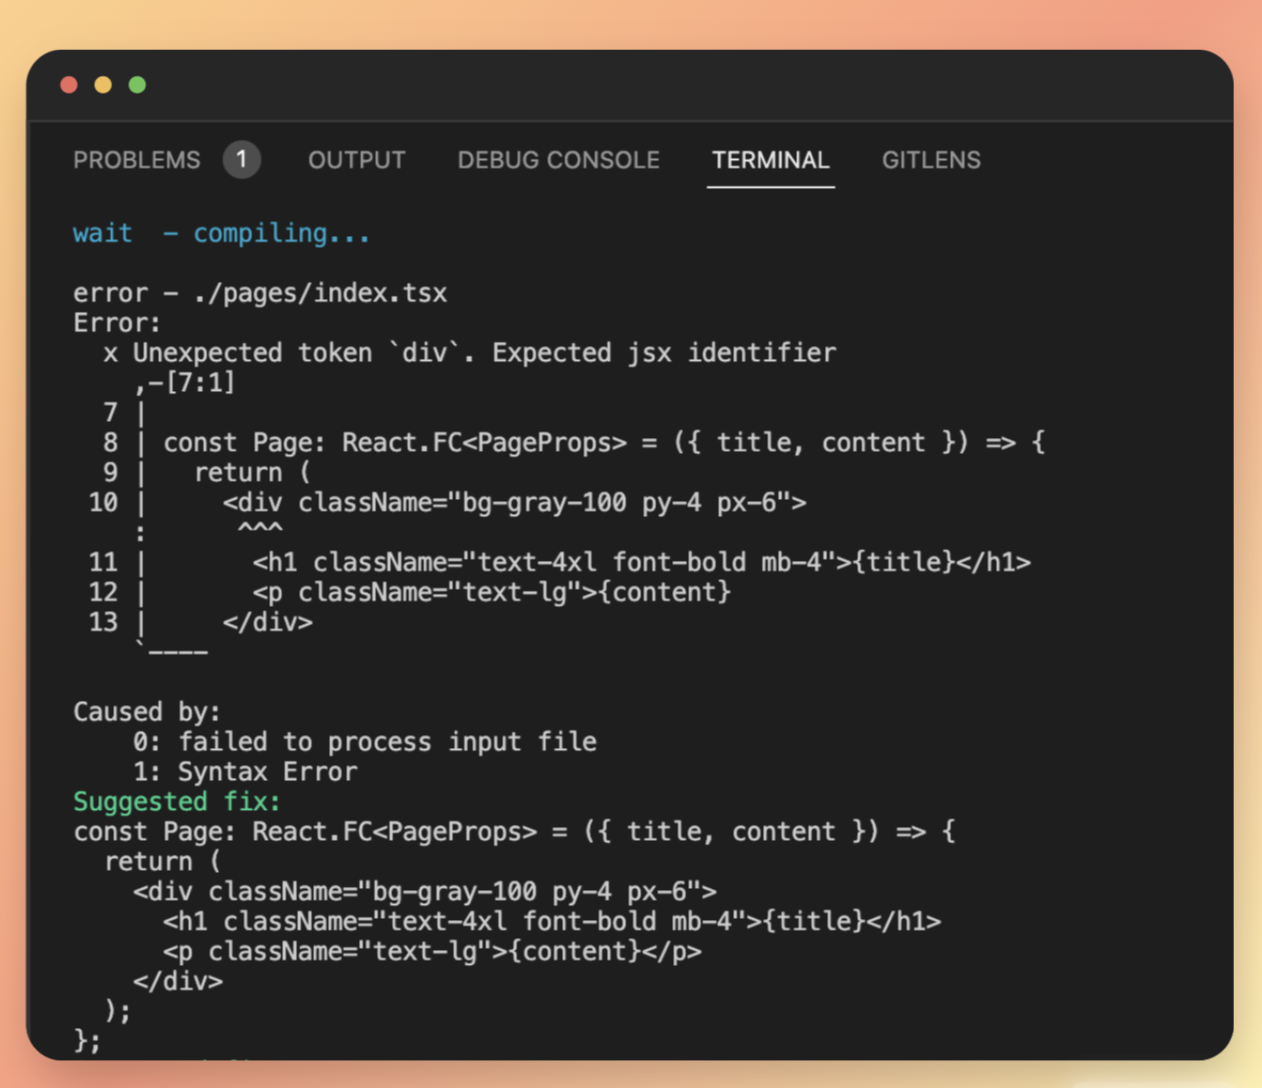 PROBLEMS 1 OUTPUT DEBUG CONSOLE TERMINAL GITLENS
wait  - compiling...
error - ./pages/index.tsx
Error:
  x Unexpected token `div`. Expected jsx identifier
    ,-[7:1]
  7 |
  8 | const Page: React.FC<PageProps> = ({ title, content }) => {
  9 |   return (
 10 |     <div className="bg-gray-100 py-4 px-6">
    :      ^^^
 11 |       <h1 className="text-4xl font-bold mb-4">{title}</h1>
 12 |       <p className="text-lg">{content}
 13 |     </div>
    `----
Caused by:
    0: failed to process input file
    1: Syntax Error
Suggested fix:
const Page: React.FC<PageProps> = ({ title, content }) => {
  return (
    <div className="bg-gray-100 py-4 px-6">
      <h1 className="text-4xl font-bold mb-4">{title}</h1>
      <p className="text-lg">{content}</p>
    </div>
  );
};